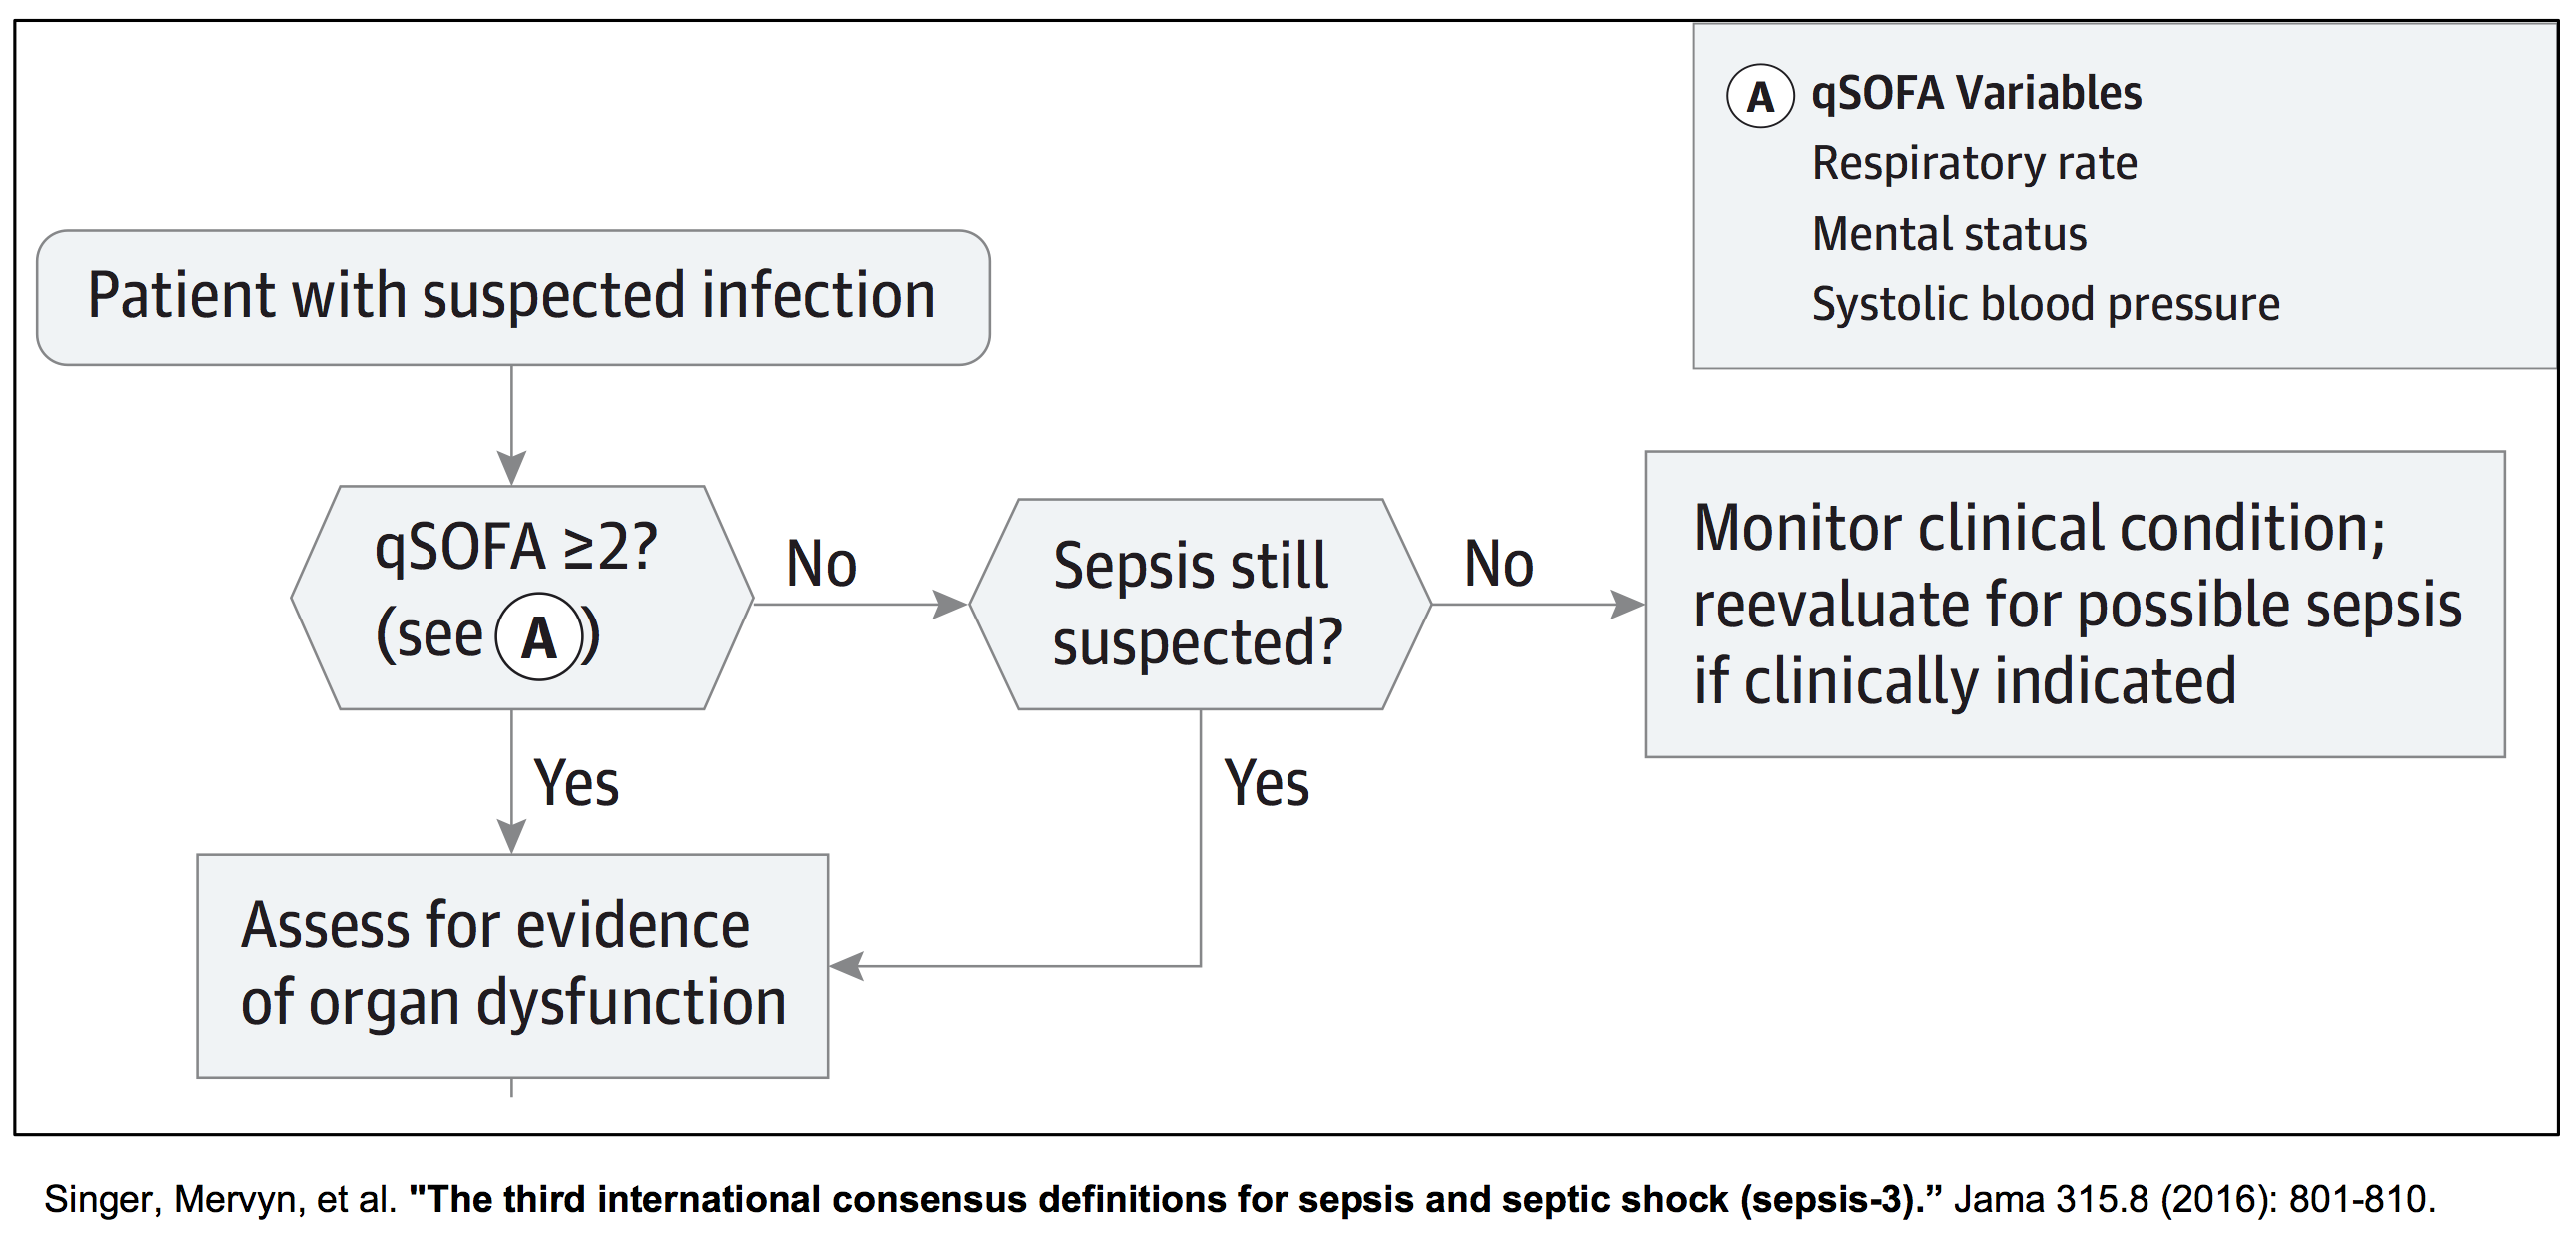 A qSOFA Variables
Respiratory rate
Mental status
Systolic blood pressure
Patient with suspected infection
qSOFA ≥2?
(see A)
No
Sepsis still
suspected?
No
Monitor clinical condition;
reevaluate for possible sepsis
if clinically indicated
Yes
Yes
Assess for evidence
of organ dysfunction
Singer, Mervyn, et al. "The third international consensus definitions for sepsis and septic shock (sepsis-3).” Jama 315.8 (2016): 801-810.